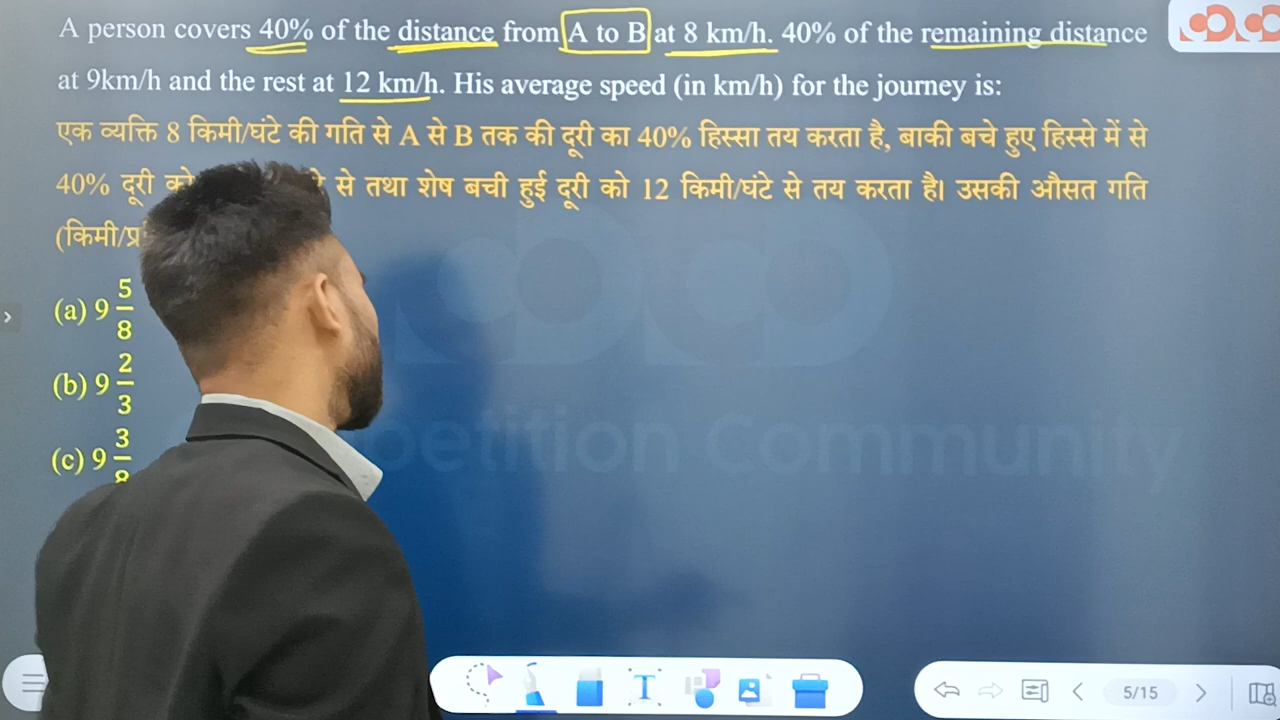 A person covers 40% of the distance from A to B at 8 km/h. 40% of the remaining distance
at 9km/h and the rest at 12 km/h. His average speed (in km/h) for the journey is:
एक व्यक्ति 8 किमी/घंटे की गति से A से B तक की दूरी का 40% हिस्सा तय करता है, बाकी बचे हुए हिस्से में से
40% दूरी को से तथा शेष बची हुई दूरी को 12 किमी/घंटे से तय करता है। उसकी औसत गति
(a) 9 5/8
(b) 9 2/3
(c) 9 3/8
Community
5/15